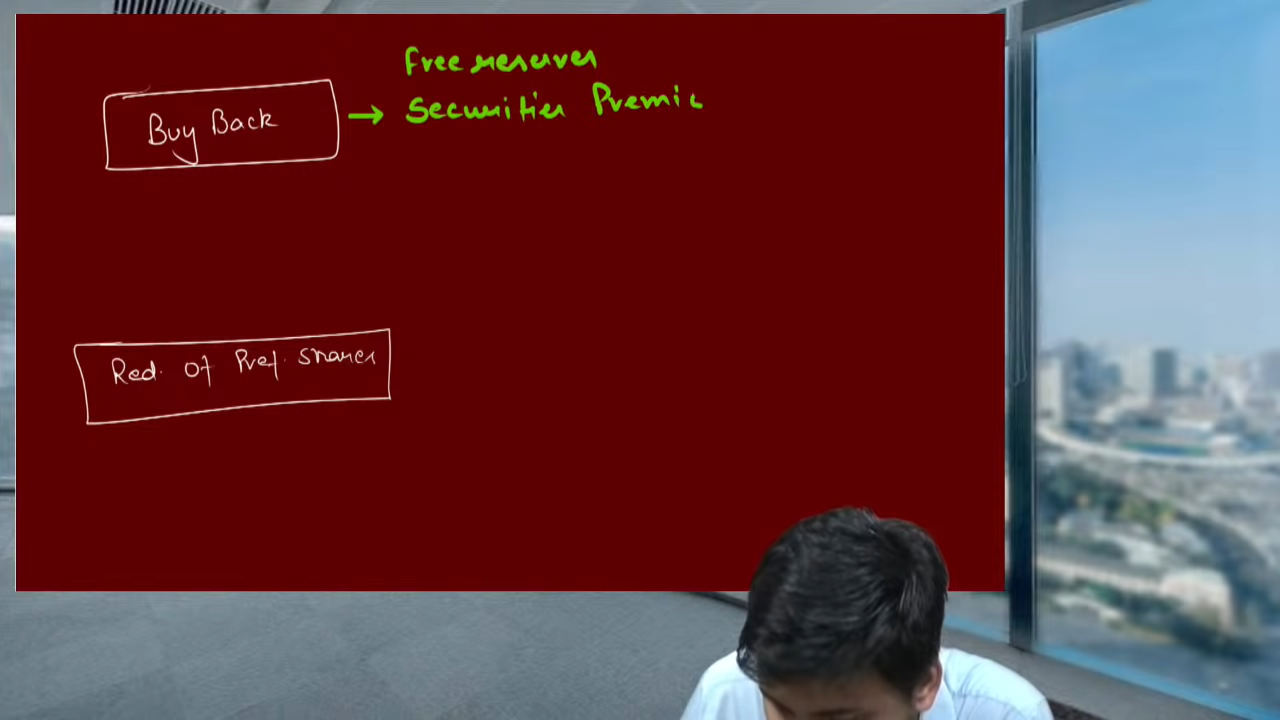 Free reserves
Buy Back → Securities Premi
Red. of Pref. shares